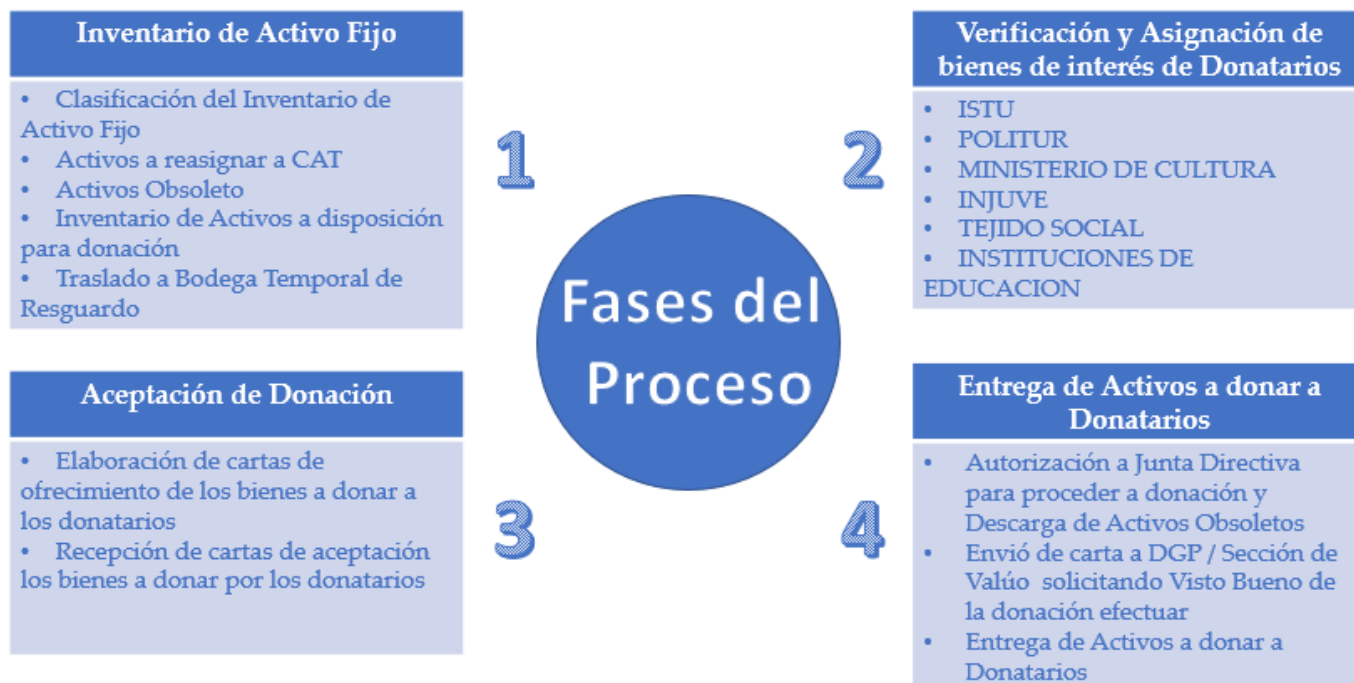 Inventario de Activo Fijo
• Clasificación del Inventario de
Activo Fijo
• Activos a reasignar a CAT
• Activos Obsoleto
• Inventario de Activos a disposición
para donación
• Traslado a Bodega Temporal de
Resguardo
1
2
Verificación y Asignación de
bienes de interés de Donatarios
• ISTU
• POLITUR
• MINISTERIO DE CULTURA
• INJUVE
• TEJIDO SOCIAL
• INSTITUCIONES DE
EDUCACION
Fases del
Proceso
Aceptación de Donación
• Elaboración de cartas de
ofrecimiento de los bienes a donar a
los donatarios
• Recepción de cartas de aceptación
los bienes a donar por los donatarios
3
4
Entrega de Activos a donar a
Donatarios
• Autorización a Junta Directiva
para proceder a donación y
Descarga de Activos Obsoletos
• Envió de carta a DGP / Sección de
Valúo solicitando Visto Bueno de
la donación efectuar
• Entrega de Activos a donar a
Donatarios